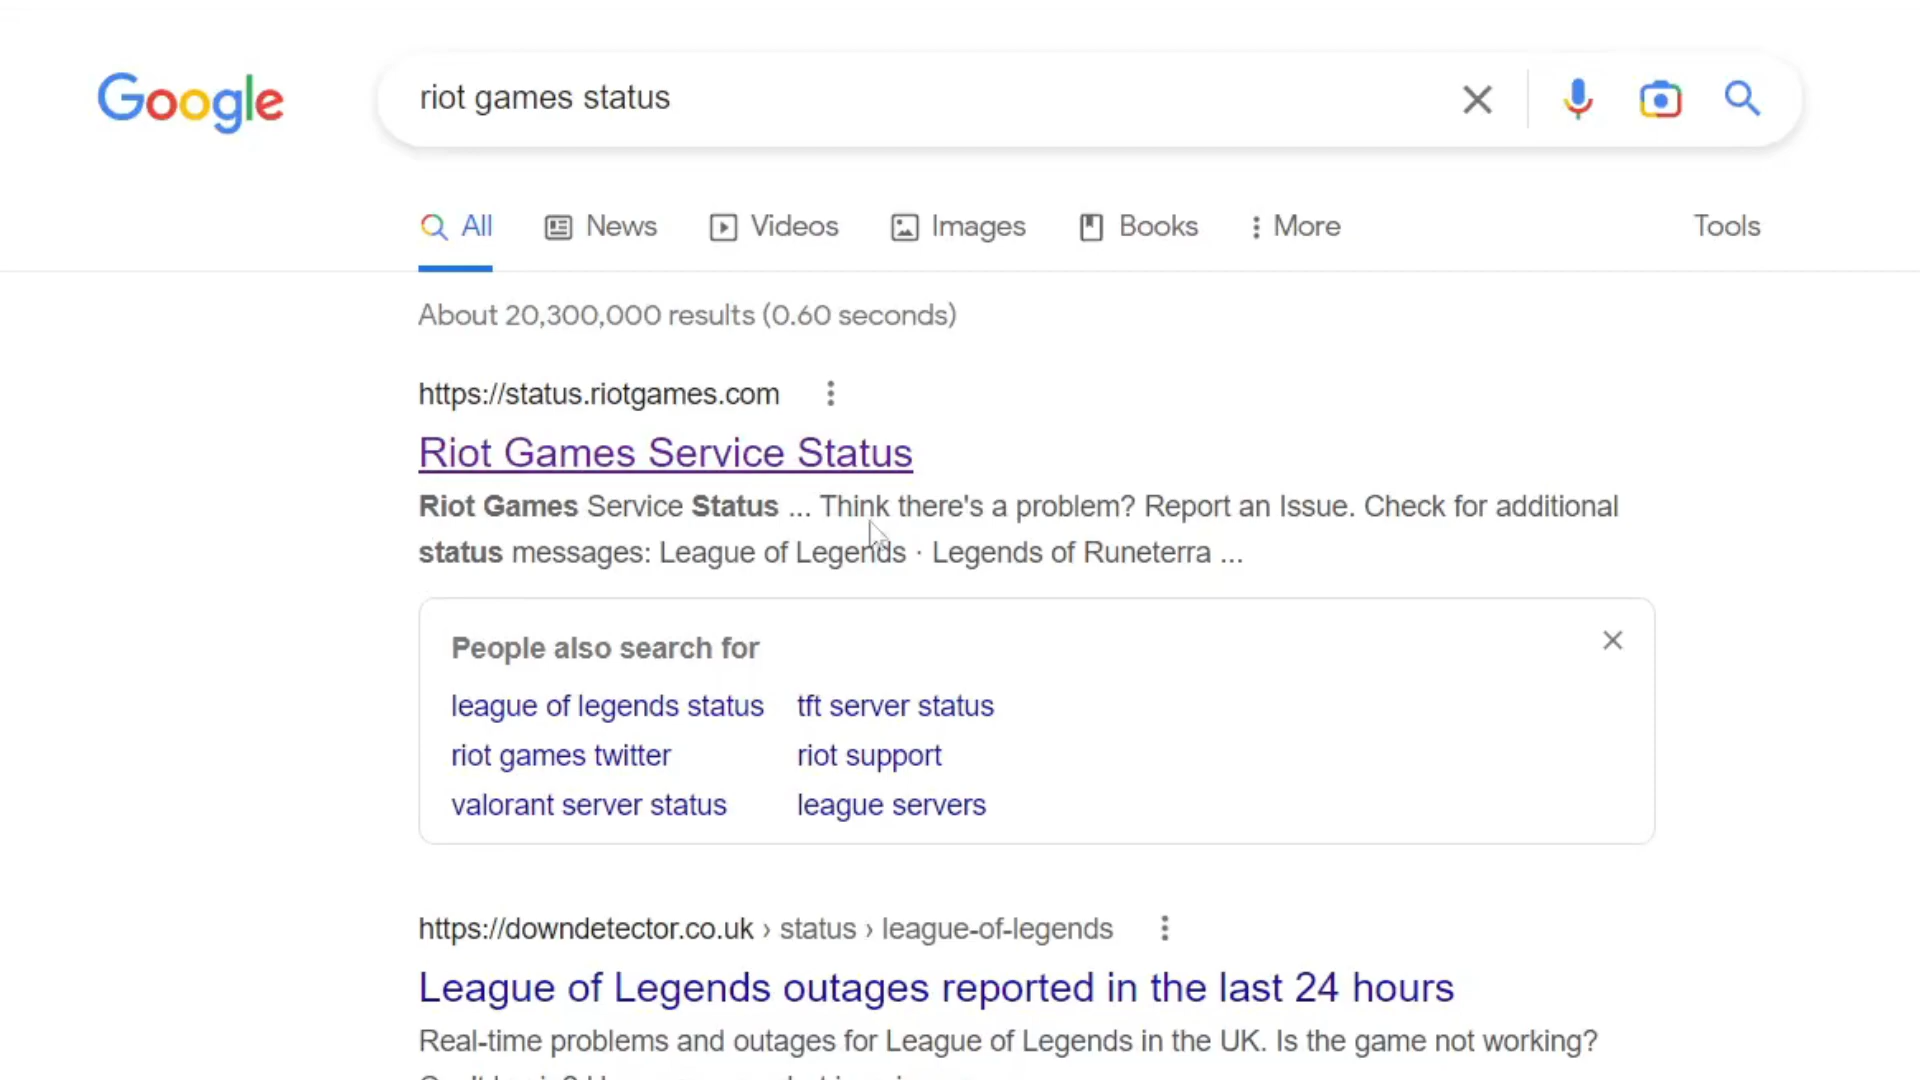 Google
riot games status
All News Videos Images Books More Tools
About 20,300,000 results (0.60 seconds)
https://status.riotgames.com
Riot Games Service Status
Riot Games Service Status ... Think there's a problem? Report an Issue. Check for additional
status messages: League of Legends · Legends of Runeterra ...
People also search for
league of legends status tft server status
riot games twitter riot support
valorant server status league servers
https://downdetector.co.uk › status › league-of-legends
League of Legends outages reported in the last 24 hours
Real-time problems and outages for League of Legends in the UK. Is the game not working?